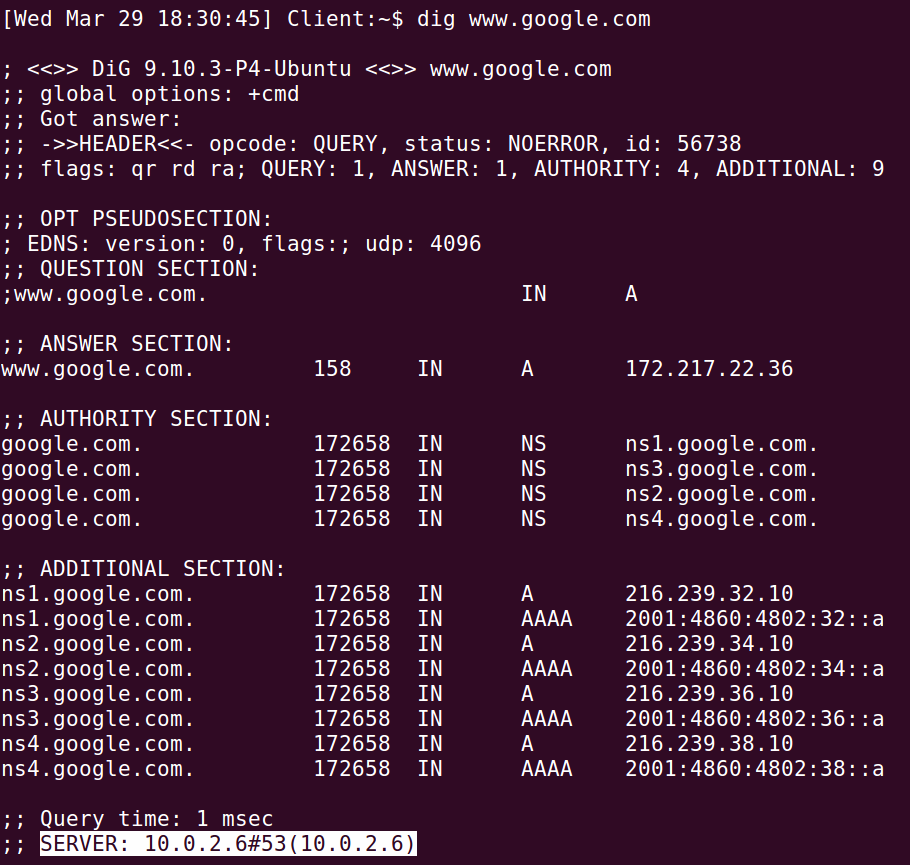 [Wed Mar 29 18:30:45] Client:~$ dig www.google.com
; <<>> DiG 9.10.3-P4-Ubuntu <<>> www.google.com
;; global options: +cmd
;; Got answer:
;; ->>HEADER<<- opcode: QUERY, status: NOERROR, id: 56738
;; flags: qr rd ra; QUERY: 1, ANSWER: 1, AUTHORITY: 4, ADDITIONAL: 9
;; OPT PSEUDOSECTION:
; EDNS: version: 0, flags:; udp: 4096
;; QUESTION SECTION:
;www.google.com. IN A
;; ANSWER SECTION:
www.google.com. 158 IN A 172.217.22.36
;; AUTHORITY SECTION:
google.com. 172658 IN NS ns1.google.com.
google.com. 172658 IN NS ns3.google.com.
google.com. 172658 IN NS ns2.google.com.
google.com. 172658 IN NS ns4.google.com.
;; ADDITIONAL SECTION:
ns1.google.com. 172658 IN A 216.239.32.10
ns1.google.com. 172658 IN AAAA 2001:4860:4802:32::a
ns2.google.com. 172658 IN A 216.239.34.10
ns2.google.com. 172658 IN AAAA 2001:4860:4802:34::a
ns3.google.com. 172658 IN A 216.239.36.10
ns3.google.com. 172658 IN AAAA 2001:4860:4802:36::a
ns4.google.com. 172658 IN A 216.239.38.10
ns4.google.com. 172658 IN AAAA 2001:4860:4802:38::a
;; Query time: 1 msec
;; SERVER: 10.0.2.6#53(10.0.2.6)